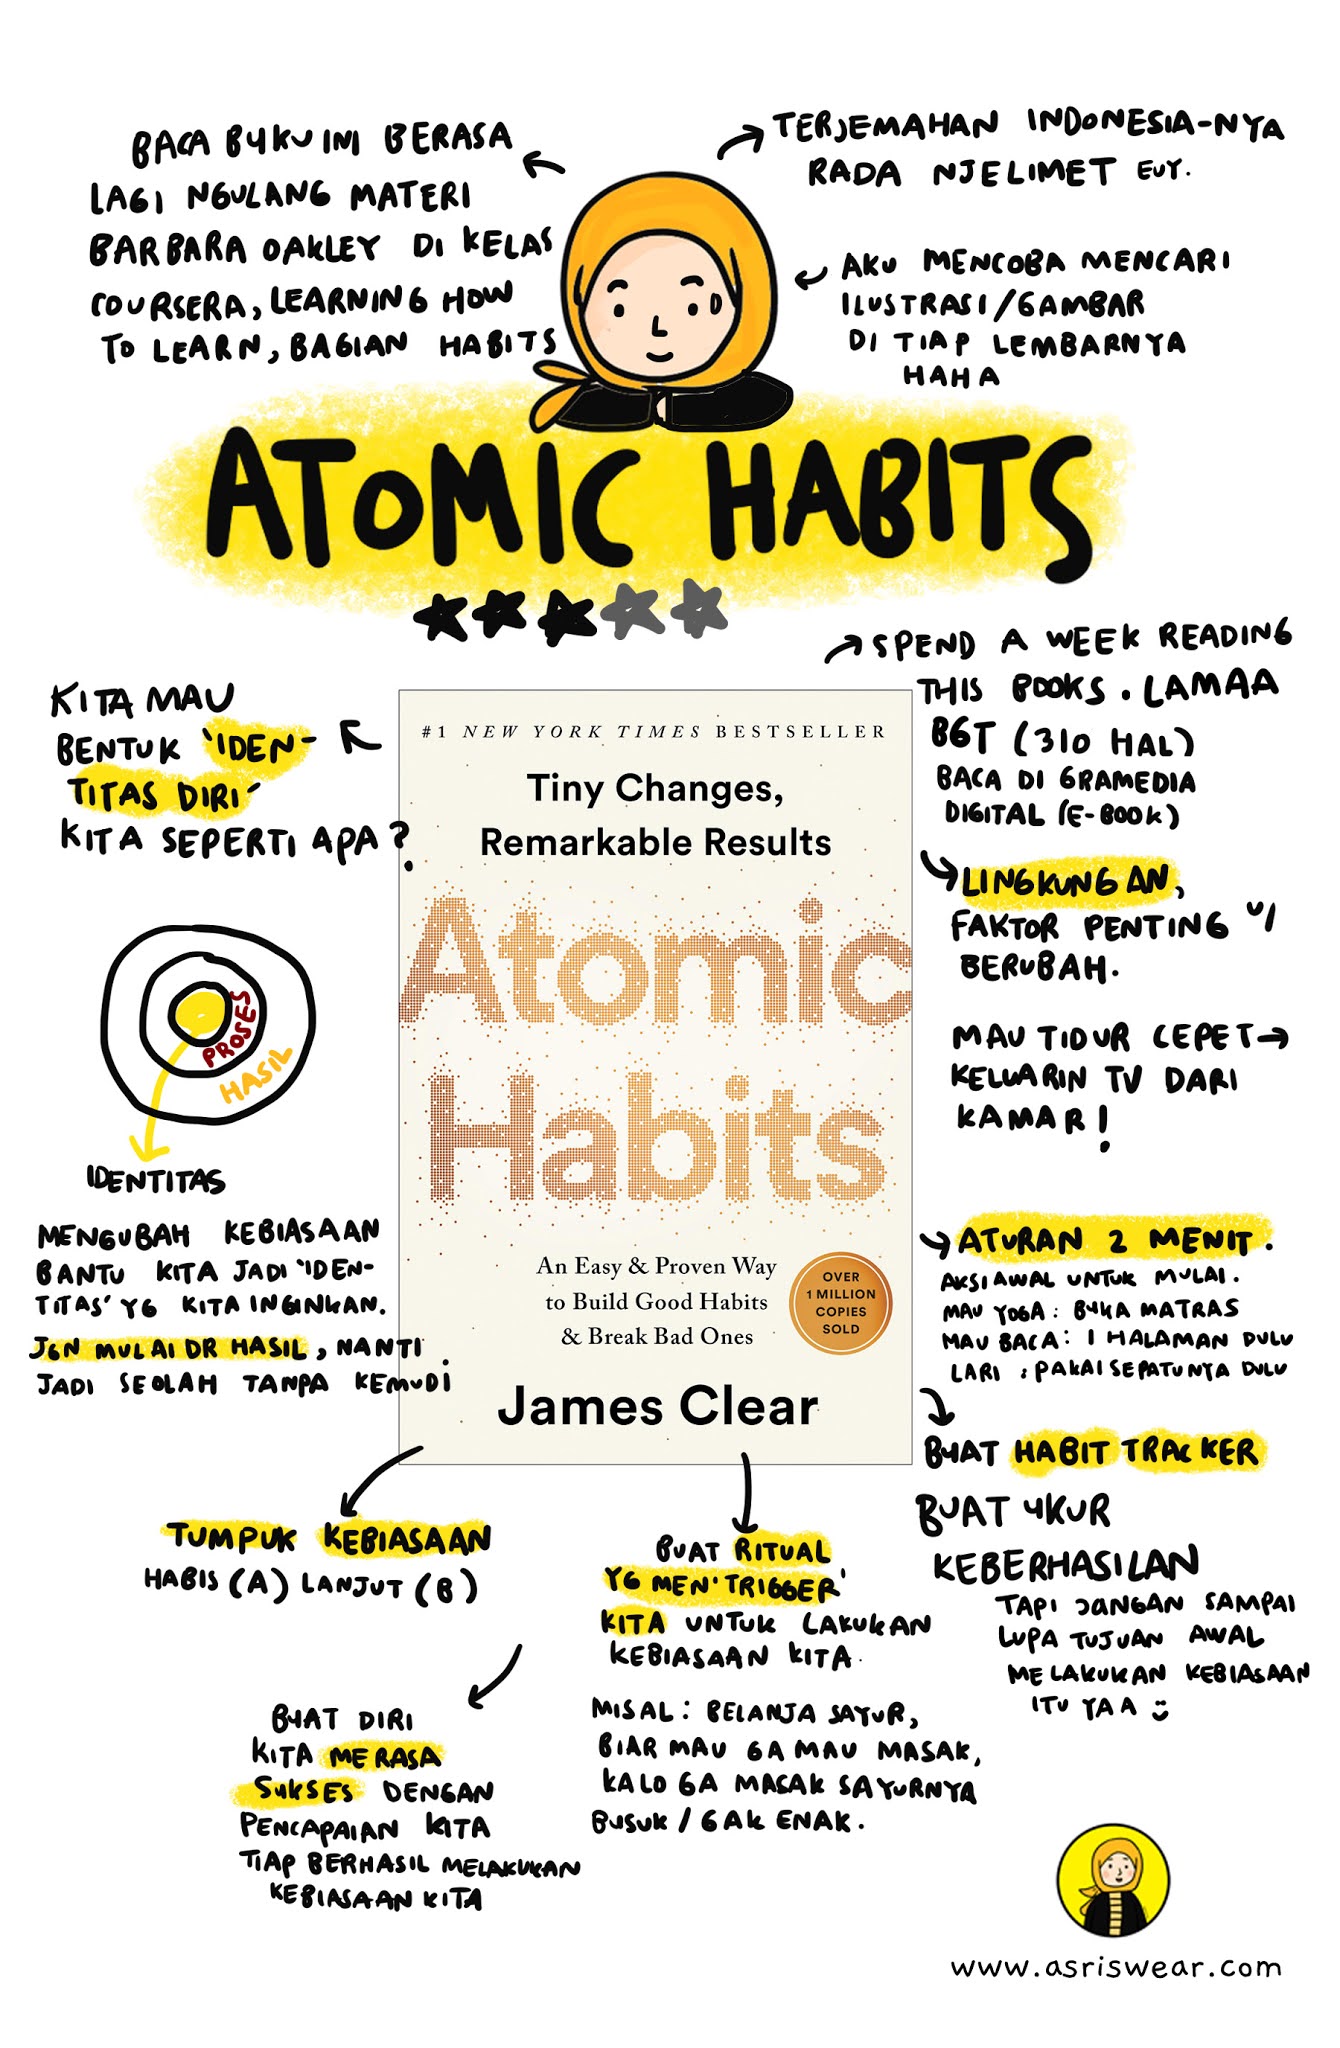 BACA BUKU INI BERASA
LAGI NGULANG MATERI
BARBARA OAKLEY DI KELAS
COURSERA, LEARNING HOW
TO LEARN, BAGIAN HABITS
TERJEMAHAN INDONESIA-NYA
RADA NJELIMET EUY.
AKU MENCOBA MENCARI
ILUSTRASI/GAMBAR
DI TIAP LEMBARNYA
HAHA
ATOMIC HABITS
SPEND A WEEK READING
THIS BOOKS. LAMAA
BGT (310 HAL)
BACA DI GRAMEDIA
DIGITAL (E-BOOK)
KITA MAU
BENTUK 'IDEN-
TITAS DIRI'
KITA SEPERTI APA?
#1 NEW YORK TIMES BESTSELLER
Tiny Changes,
Remarkable Results
Atomic
Habits
An Easy & Proven Way
to Build Good Habits
& Break Bad Ones
OVER
1 MILLION
COPIES
SOLD
James Clear
LINGKUNGAN,
FAKTOR PENTING U/
BERUBAH.
MAU TIDUR CEPET→
KELUARIN TV DARI
KAMAR!
PROSES
HASIL
IDENTITAS
MENGUBAH KEBIASAAN
BANTU KITA JADI 'IDEN-
TITAS' YG KITA INGINKAN.
JGN MULAI DR HASIL, NANTI
JADI SEOLAH TANPA KEMUDI
ATURAN 2 MENIT.
AKSI AWAL UNTUK MULAI.
MAU YOGA: BUKA MATRAS
MAU BACA: 1 HALAMAN DULU
LARI : PAKAI SEPATUNYA DULU
BUAT HABIT TRACKER
BUAT UKUR
KEBERHASILAN
TAPI JANGAN SAMPAI
LUPA TUJUAN AWAL
MELAKUKAN KEBIASAAN
ITU YAA
TUMPUK KEBIASAAN
HABIS (A) LANJUT (B)
BUAT RITUAL
YG MEN'TRIGGER'
KITA UNTUK LAKUKAN
KEBIASAAN KITA.
MISAL: BELANJA SAYUR,
BIAR MAU GA MAU MASAK,
KALO GA MASAK SAYURNYA
BUSUK / GAK ENAK.
BUAT DIRI
KITA MERASA
SUKSES DENGAN
PENCAPAIAN KITA
TIAP BERHASIL MELAKUKAN
KEBIASAAN KITA
www.asriswear.com